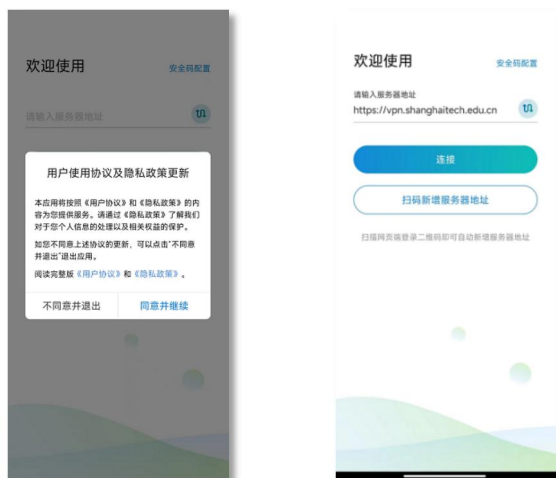 欢迎使用
安全码配置
请输入服务器地址
用户使用协议及隐私政策更新
本应用将按照《用户协议》和《隐私政策》的内
容为您提供服务。请通过《隐私政策》了解我们
对于您个人信息的处理以及相关权益的保护。
如您不同意上述协议的更新，可以点击“不同意
并退出”退出应用。
阅读完整版《用户协议》和《隐私政策》。
不同意并退出
同意并继续
欢迎使用
安全码配置
请输入服务器地址
https://vpn.shanghaitech.edu.cn
连接
扫码新增服务器地址
扫描网页端登录二维码即可自动新增服务器地址